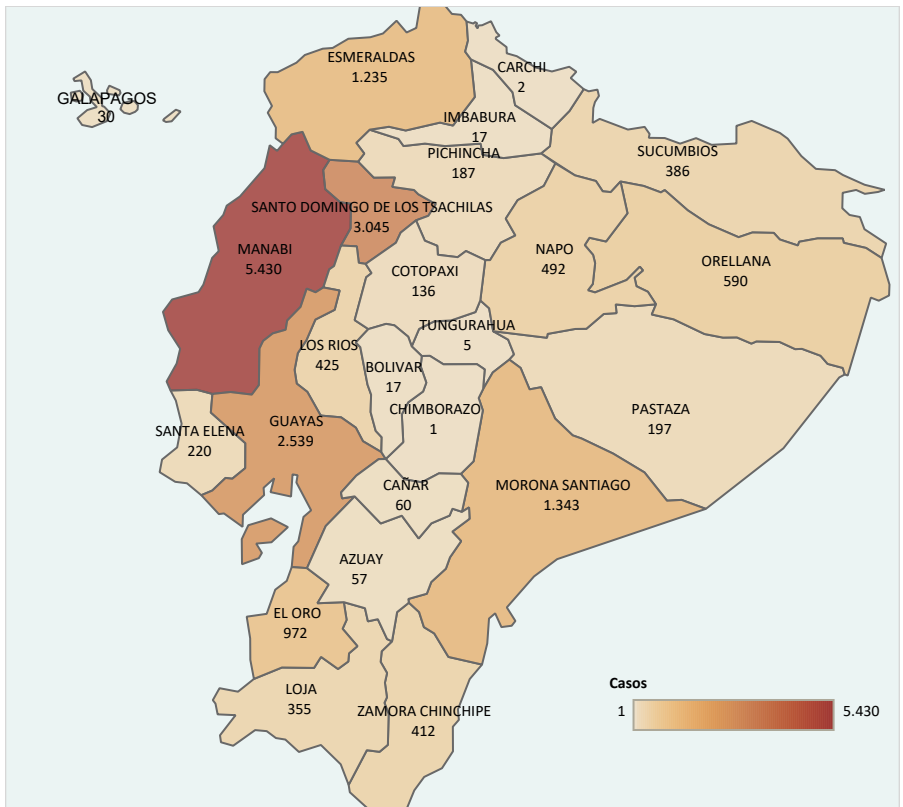 ESMERALDAS
1.235
CARCHI
2
GALAPAGOS
30
IMBABURA
17
PICHINCHA
187
SUCUMBIOS
386
SANTO DOMINGO DE LOS TSACHILAS
3.045
MANABI
5.430
NAPO
492
ORELLANA
590
COTOPAXI
136
TUNGURAHUA
5
LOS RIOS
425
BOLIVAR
17
CHIMBORAZO
1
PASTAZA
197
SANTA ELENA
220
GUAYAS
2.539
CAÑAR
60
MORONA SANTIAGO
1.343
AZUAY
57
EL ORO
972
LOJA
355
ZAMORA CHINCHIPE
412
Casos
1 5.430